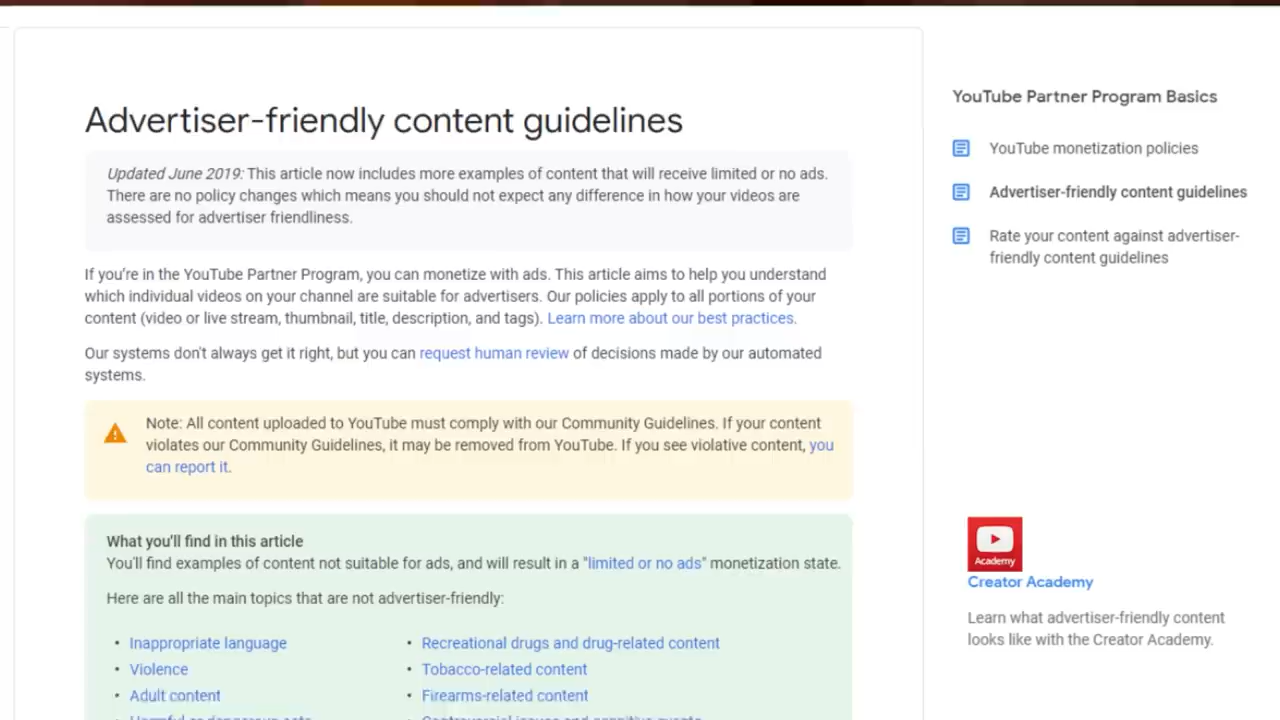 Advertiser-friendly content guidelines
Updated June 2019: This article now includes more examples of content that will receive limited or no ads.
There are no policy changes which means you should not expect any difference in how your videos are
assessed for advertiser friendliness.
If you're in the YouTube Partner Program, you can monetize with ads. This article aims to help you understand
which individual videos on your channel are suitable for advertisers. Our policies apply to all portions of your
content (video or live stream, thumbnail, title, description, and tags). Learn more about our best practices.
Our systems don't always get it right, but you can request human review of decisions made by our automated
systems.
Note: All content uploaded to YouTube must comply with our Community Guidelines. If your content
violates our Community Guidelines, it may be removed from YouTube. If you see violative content, you
can report it.
What you'll find in this article
You'll find examples of content not suitable for ads, and will result in a "limited or no ads" monetization state.
Here are all the main topics that are not advertiser-friendly:
• Inappropriate language
• Violence
• Adult content
• Harmful or dangerous acts
• Recreational drugs and drug-related content
• Tobacco-related content
• Firearms-related content
• Controversial issues and sensitive events
YouTube Partner Program Basics
YouTube monetization policies
Advertiser-friendly content guidelines
Rate your content against advertiser-
friendly content guidelines
Academy
Creator Academy
Learn what advertiser-friendly content
looks like with the Creator Academy.